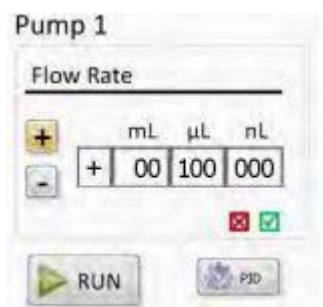 Pump 1
Flow Rate
+ mL µL nL
- + 00 100 000
RUN PID